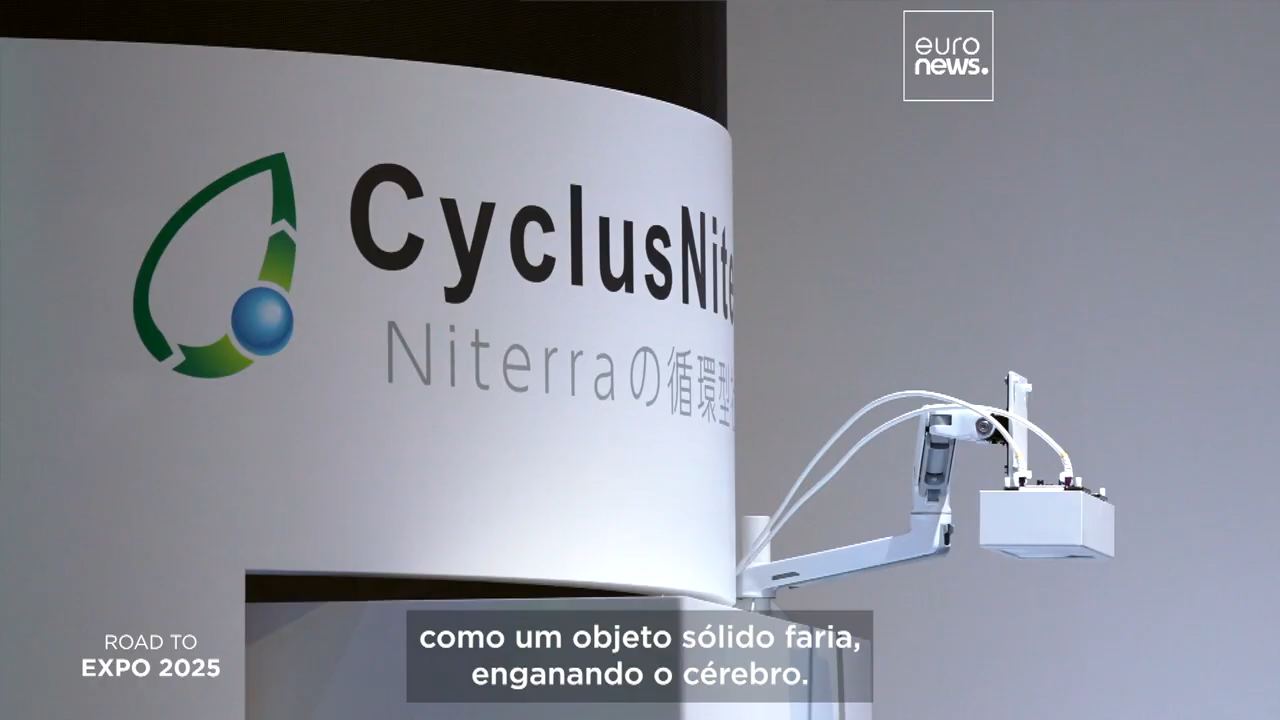 euro
news.
CyclusNite
Niterraの循環型
ROAD TO
EXPO 2025
como um objeto sólido faria,
enganando o cérebro.